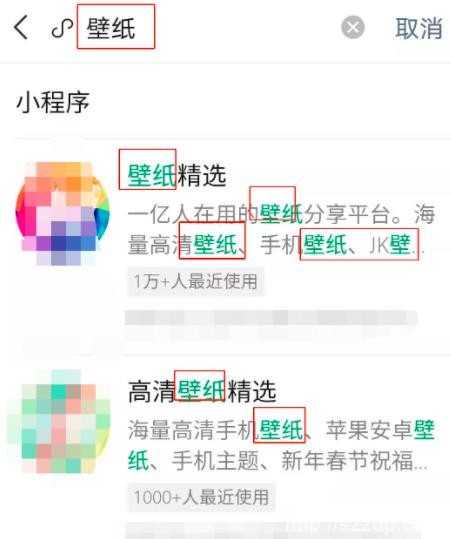 壁纸
取消
小程序
壁纸精选
一亿人在用的壁纸分享平台。海
量高清壁纸、手机壁纸、JK壁...
1万+人最近使用
高清壁纸精选
海量高清手机壁纸、苹果安卓壁
纸、手机主题、新年春节祝福...
1000+人最近使用